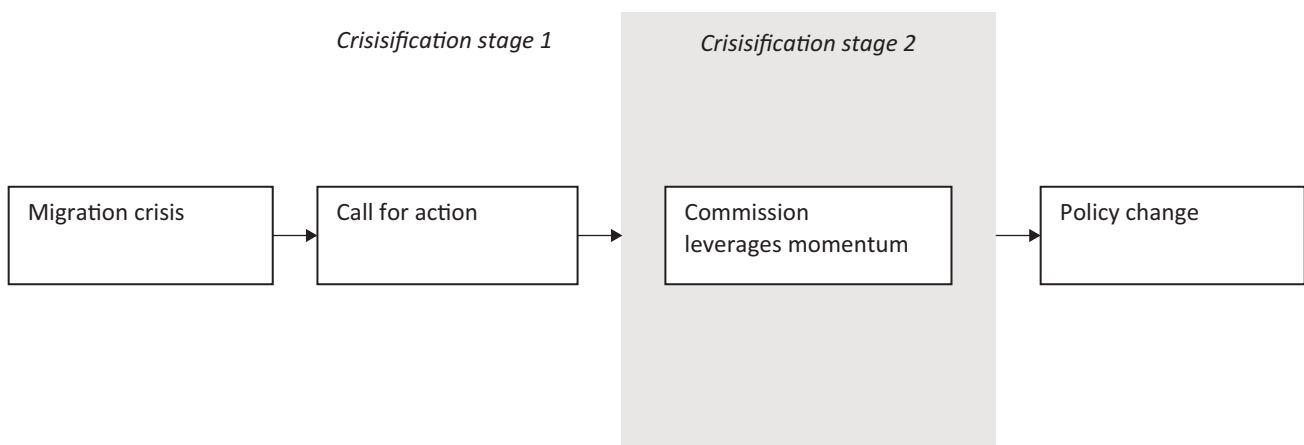 Crisisification stage 1
Crisisification stage 2
Migration crisis
Call for action
Commission
leverages momentum
Policy change